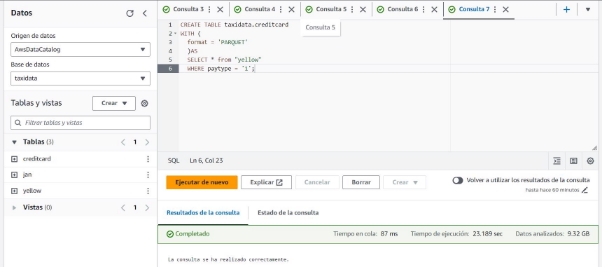 Datos
Origen de datos
AwsDataCatalog
Base de datos
taxidata
Tablas y vistas
Crear
Filtrar tablas y vistas
Tablas (3)
1
creditcard
jan
yellow
Vistas (0)
1
Consulta 3
Consulta 4
Consulta 5
Consulta 6
Consulta 7
Consulta 5
1 CREATE TABLE taxidata.creditcard
2 WITH (
3 format = 'PARQUET'
4 )AS
5 SELECT * from "yellow"
6 WHERE paytype = '1';
SQL Ln 6, Col 23
Ejecutar de nuevo
Explicar
Cancelar
Borrar
Crear
Volver a utilizar los resultados de la consulta
hasta hace 60 minutos
Resultados de la consulta
Estado de la consulta
Completado
Tiempo en cola: 87 ms
Tiempo de ejecución: 23.189 sec
Datos analizados: 9.32 GB
La consulta se ha realizado correctamente.